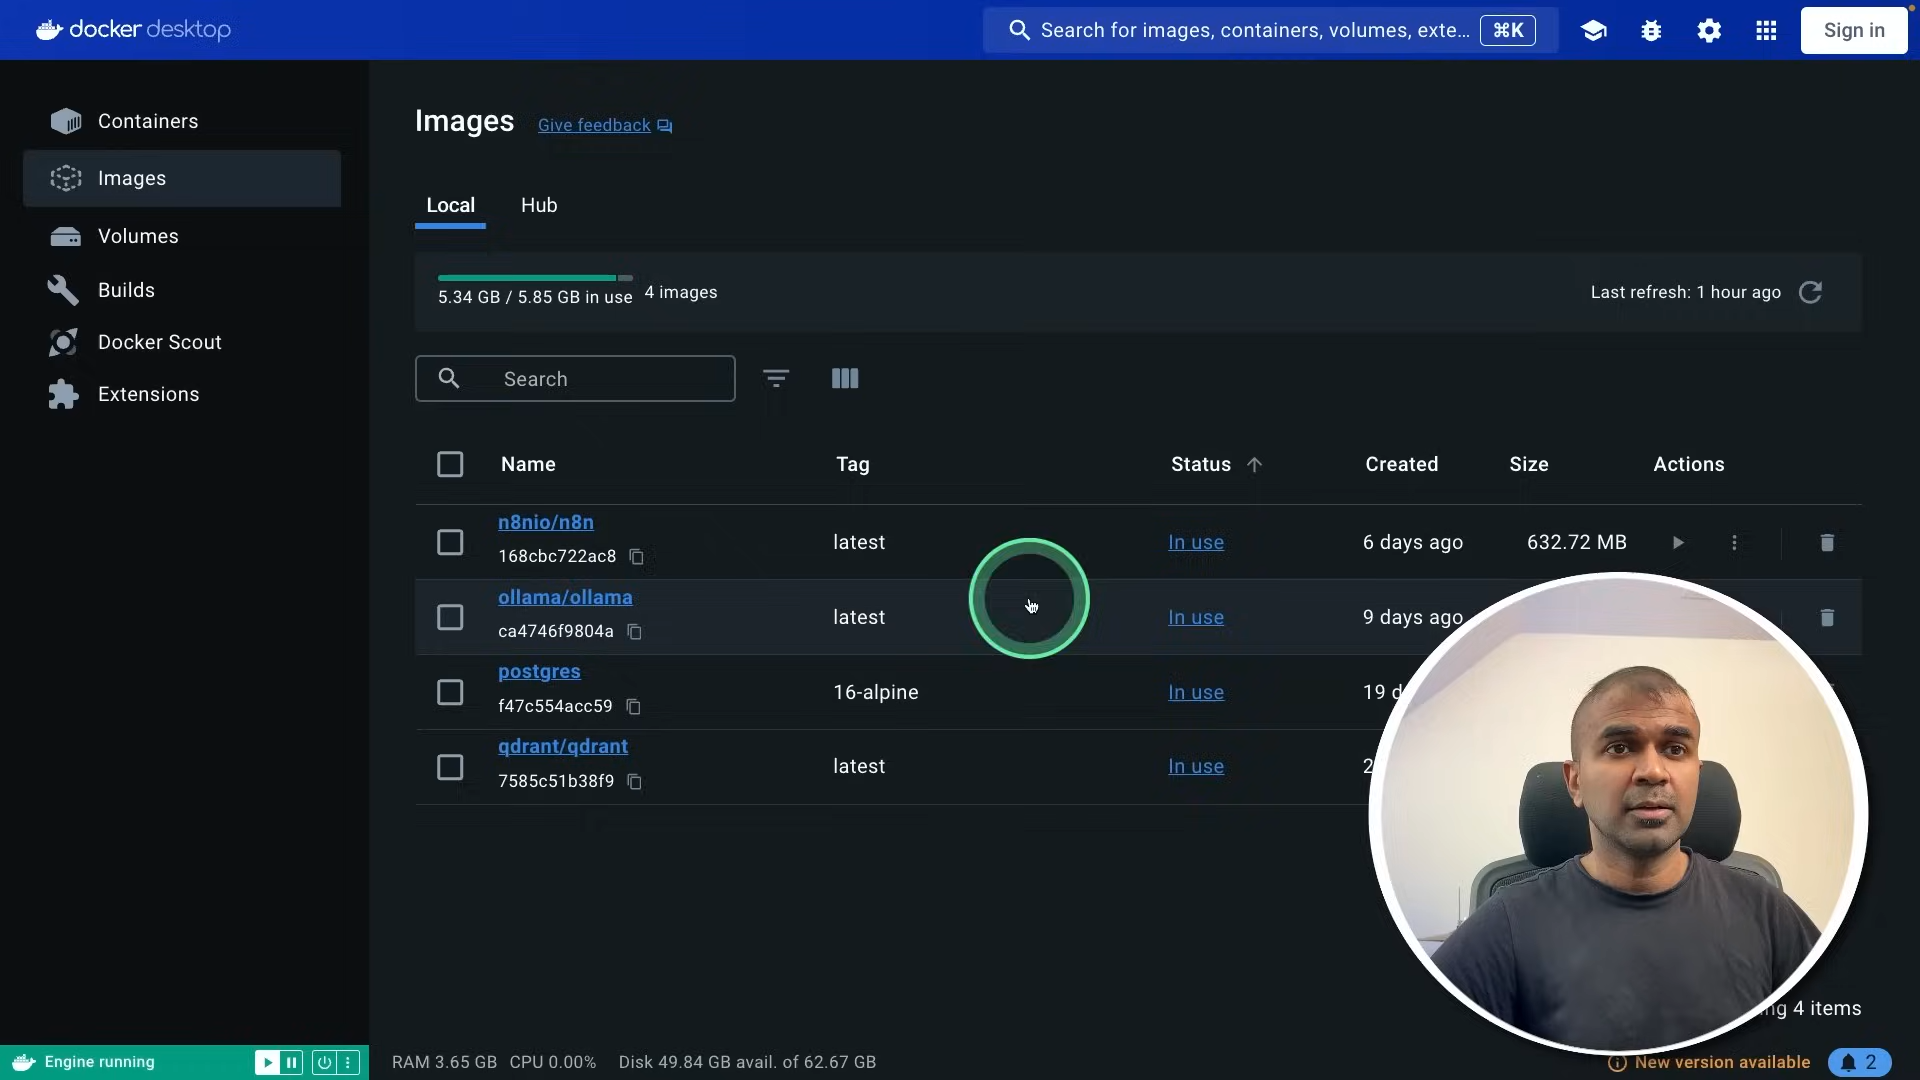 docker desktop
Search for images, containers, volumes, exte... ⌘K
Sign in
Containers
Images
Volumes
Builds
Docker Scout
Extensions
Images Give feedback
Local Hub
5.34 GB / 5.85 GB in use 4 images
Last refresh: 1 hour ago
Search
Name Tag Status Created Size Actions
n8nio/n8n
168cbc722ac8
latest In use 6 days ago 632.72 MB
ollama/ollama
ca4746f9804a
latest In use 9 days ago
postgres
f47c554acc59
16-alpine In use 19 d
qdrant/qdrant
7585c51b38f9
latest In use 2
4 items
Engine running
RAM 3.65 GB CPU 0.00% Disk 49.84 GB avail. of 62.67 GB
New version available 2